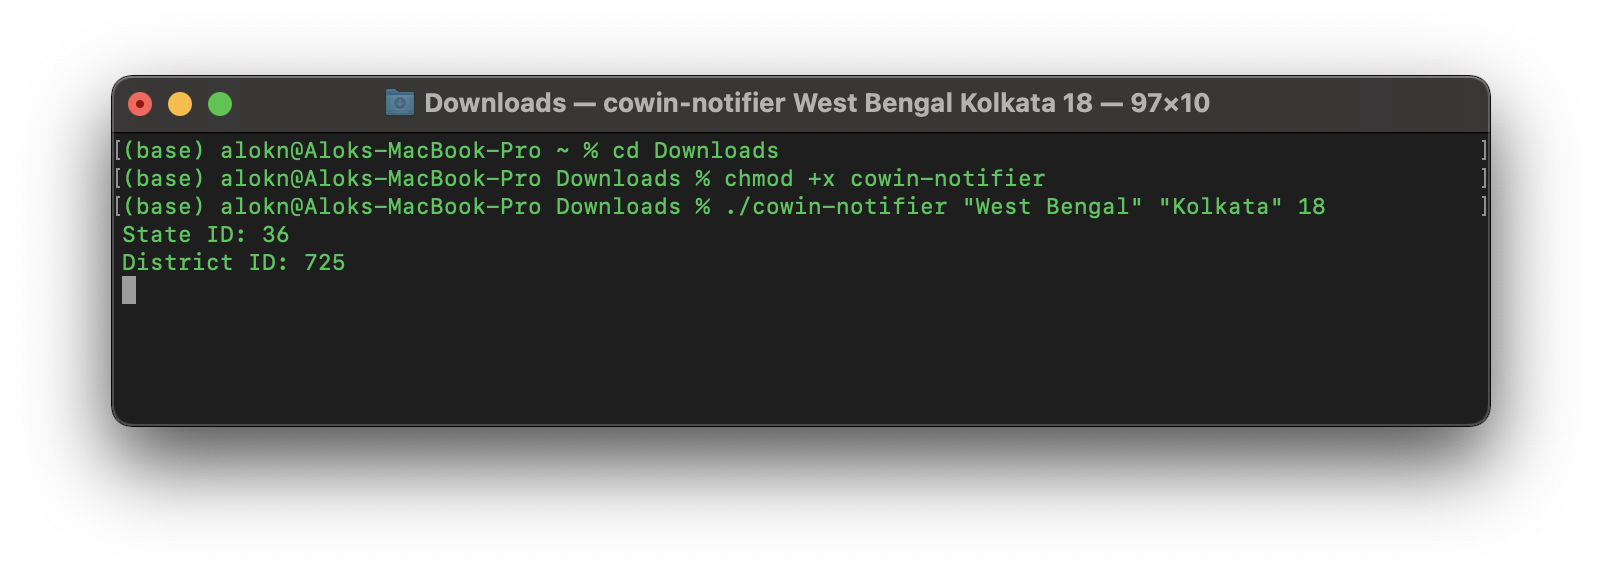 Downloads — cowin-notifier West Bengal Kolkata 18 — 97×10
[(base) alokn@Aloks-MacBook-Pro ~ % cd Downloads ]
[(base) alokn@Aloks-MacBook-Pro Downloads % chmod +x cowin-notifier ]
[(base) alokn@Aloks-MacBook-Pro Downloads % ./cowin-notifier "West Bengal" "Kolkata" 18 ]
State ID: 36
District ID: 725